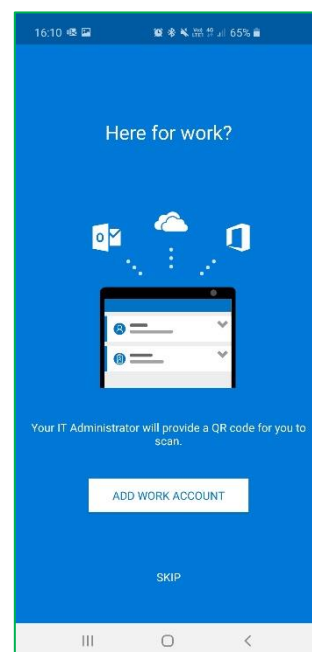 16:10 65%
Here for work?
Your IT Administrator will provide a QR code for you to
scan.
ADD WORK ACCOUNT
SKIP